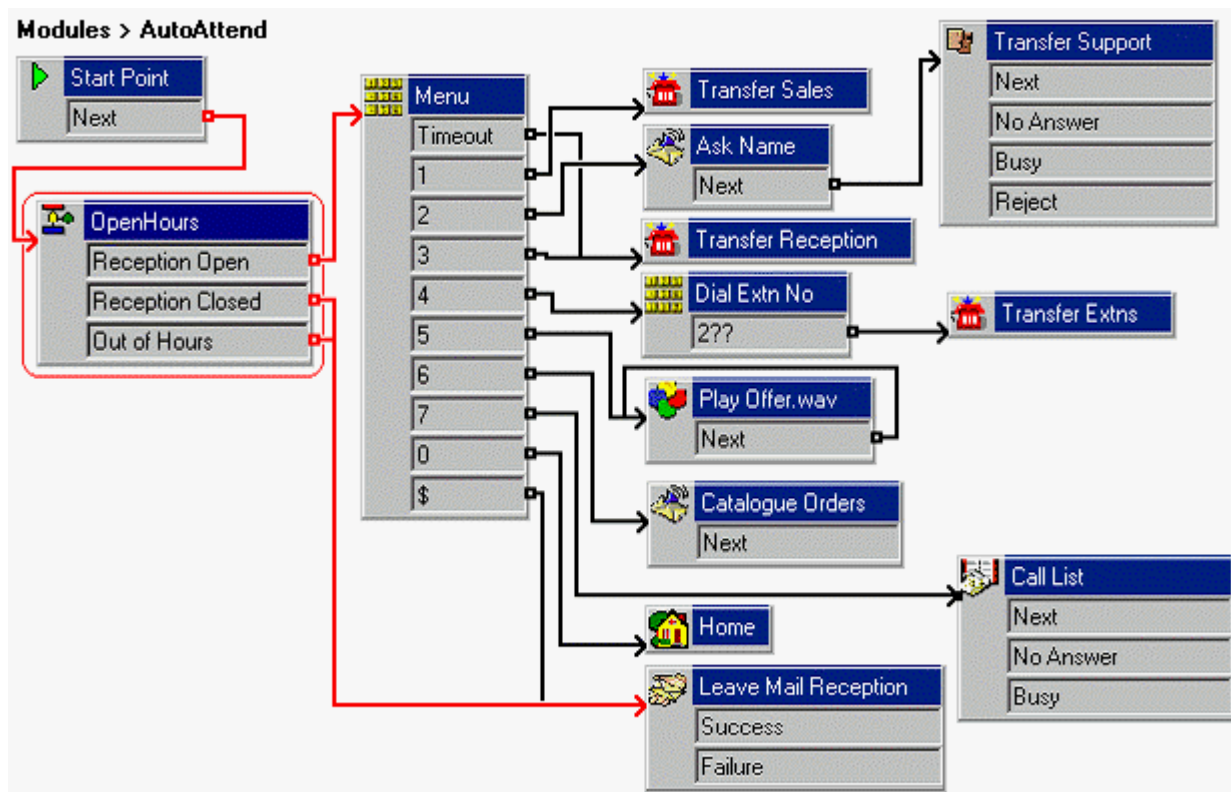 Modules > AutoAttend
Start Point
Next
OpenHours
Reception Open
Reception Closed
Out of Hours
Menu
Timeout
1
2
3
4
5
6
7
0
$
Transfer Sales
Ask Name
Next
Transfer Reception
Dial Extn No
2??
Play Offer.wav
Next
Catalogue Orders
Next
Home
Leave Mail Reception
Success
Failure
Transfer Support
Next
No Answer
Busy
Reject
Transfer Extns
Call List
Next
No Answer
Busy